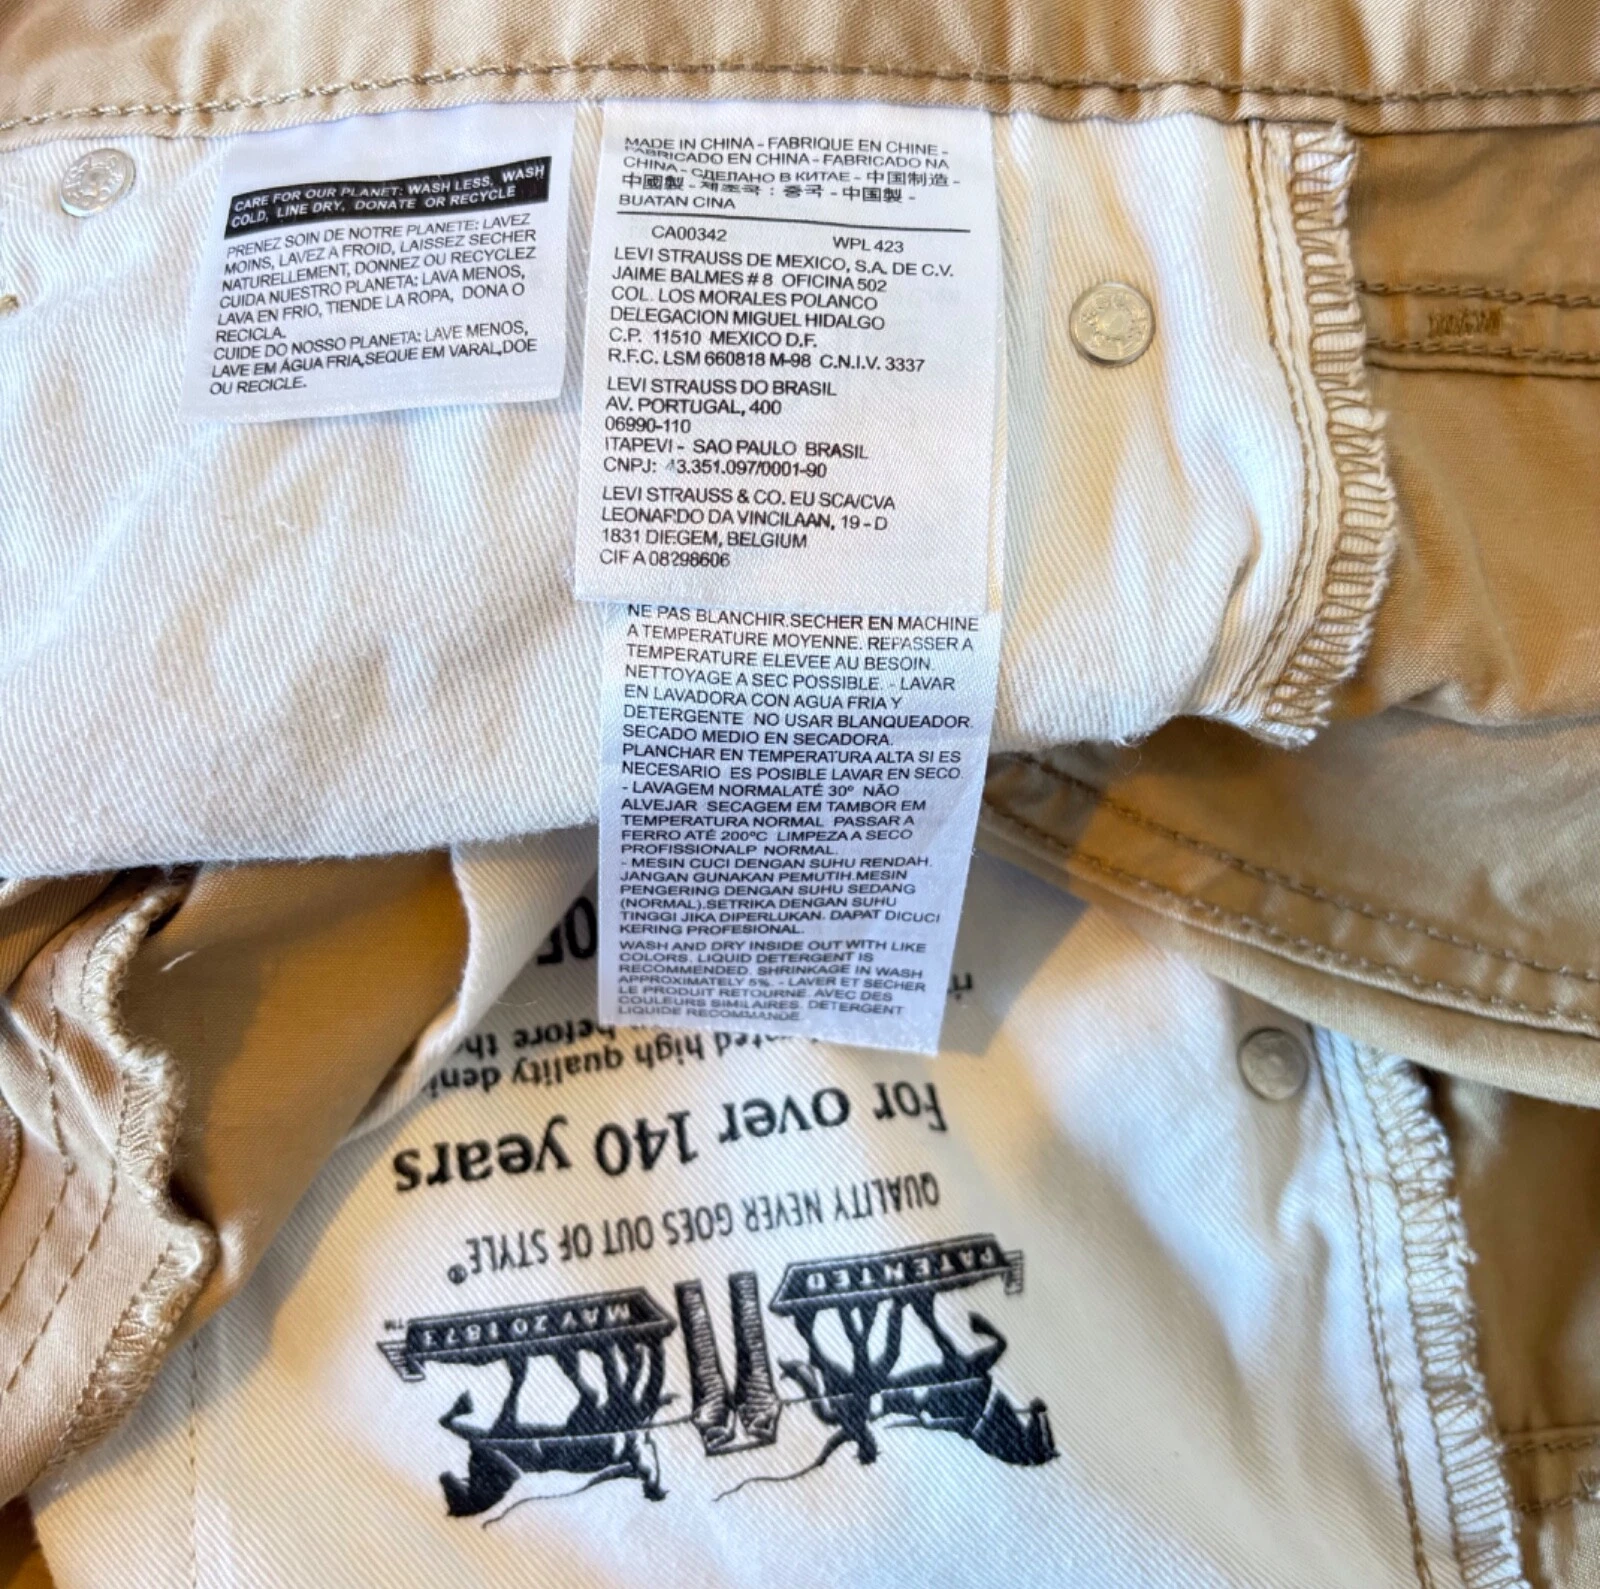 CARE FOR OUR PLANET: WASH LESS, WASH
COLD, LINE DRY, DONATE OR RECYCLE
PRENEZ SOIN DE NOTRE PLANETE: LAVEZ
MOINS, LAVEZ À FROID, LAISSEZ SECHER
NATURELLEMENT, DONNEZ OU RECYCLEZ
CUIDA NUESTRO PLANETA: LAVA MENOS,
LAVA EN FRIO, TIENDE LA ROPA, DONA O
RECICLA.
CUIDE DO NOSSO PLANETA: LAVE MENOS,
LAVE EM ÁGUA FRIA,SEQUE EM VARAL,DOE
OU RECICLE.
MADE IN CHINA - FABRIQUE EN CHINE -
FABRICADO EN CHINA - FABRICADO NA
CHINA - СДЕЛАНО В КИТАЕ - 中国制造 -
中國製 - 제조국 : 중국 - 中国製 -
BUATAN CINA
CA00342 WPL 423
LEVI STRAUSS DE MEXICO, S.A. DE C.V.
JAIME BALMES # 8 OFICINA 502
COL. LOS MORALES POLANCO
DELEGACION MIGUEL HIDALGO
C.P. 11510 MEXICO D.F.
R.F.C. LSM 660818 M-98 C.N.I.V. 3337
LEVI STRAUSS DO BRASIL
AV. PORTUGAL, 400
06990-110
ITAPEVI - SAO PAULO BRASIL
CNPJ: 43.351.097/0001-90
LEVI STRAUSS & CO. EU SCA/CVA
LEONARDO DA VINCILAAN, 19 - D
1831 DIEGEM, BELGIUM
CIF A 08298606
NE PAS BLANCHIR.SECHER EN MACHINE
A TEMPERATURE MOYENNE. REPASSER A
TEMPERATURE ELEVEE AU BESOIN.
NETTOYAGE A SEC POSSIBLE. - LAVAR
EN LAVADORA CON AGUA FRIA Y
DETERGENTE NO USAR BLANQUEADOR.
SECADO MEDIO EN SECADORA.
PLANCHAR EN TEMPERATURA ALTA SI ES
NECESARIO ES POSIBLE LAVAR EN SECO.
- LAVAGEM NORMALATÉ 30º NÃO
ALVEJAR SECAGEM EM TAMBOR EM
TEMPERATURA NORMAL PASSAR A
FERRO ATÉ 200ºC LIMPEZA A SECO
PROFISSIONALP NORMAL.
- MESIN CUCI DENGAN SUHU RENDAH.
JANGAN GUNAKAN PEMUTIH.MESIN
PENGERING DENGAN SUHU SEDANG
(NORMAL).SETRIKA DENGAN SUHU
TINGGI JIKA DIPERLUKAN. DAPAT DICUCI
KERING PROFESIONAL.
WASH AND DRY INSIDE OUT WITH LIKE
COLORS. LIQUID DETERGENT IS
RECOMMENDED. SHRINKAGE IN WASH
APPROXIMATELY 5%. - LAVER ET SECHER
LE PRODUIT RETOURNE. AVEC DES
COULEURS SIMILAIRES. DETERGENT
LIQUIDE RECOMMANDE.
MAY 20 1873 PATENTED
QUALITY NEVER GOES OUT OF STYLE®
For over 140 years
high quality
before